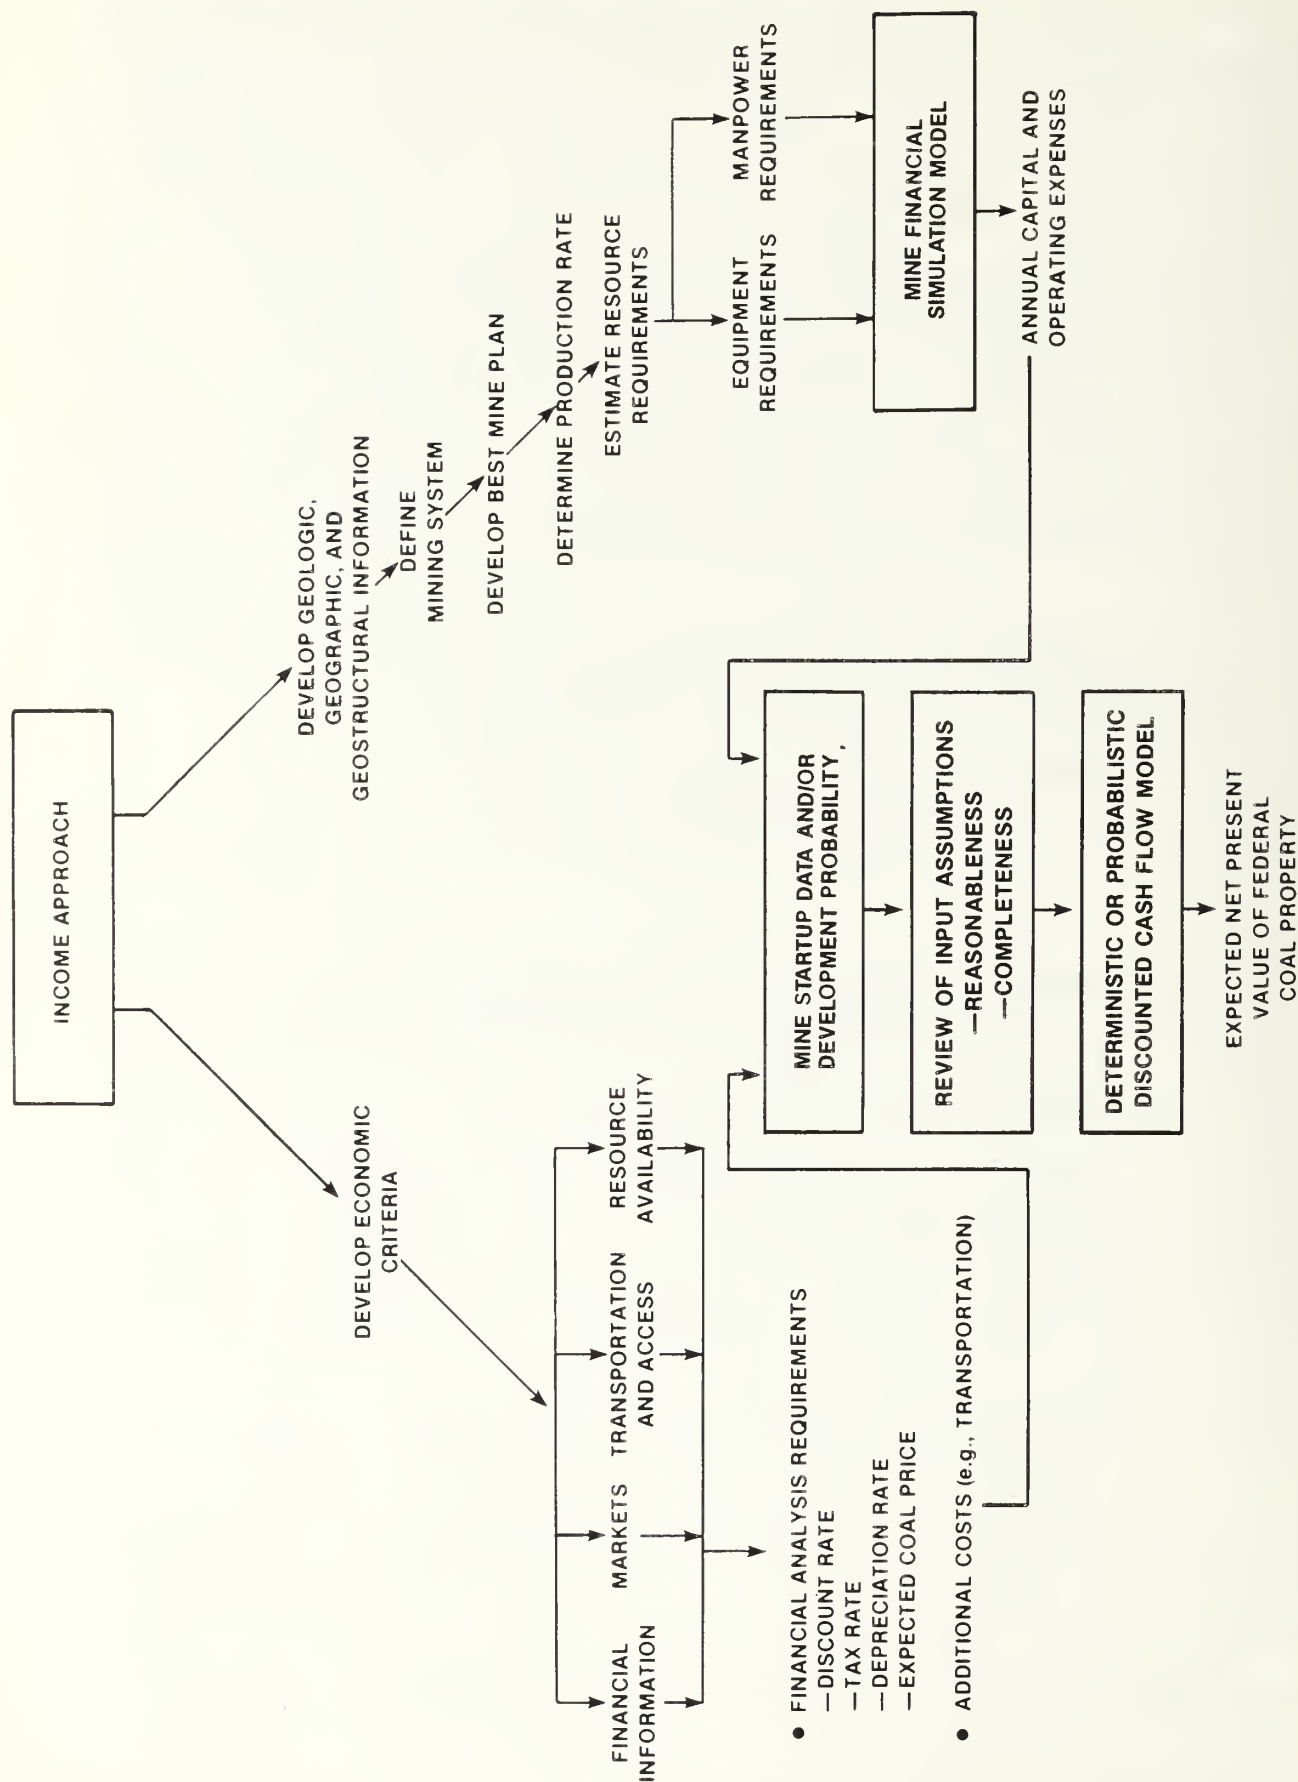 INCOME APPROACH
DEVELOP ECONOMIC
CRITERIA
FINANCIAL
INFORMATION
MARKETS
TRANSPORTATION
AND ACCESS
RESOURCE
AVAILABILITY
● FINANCIAL ANALYSIS REQUIREMENTS
—DISCOUNT RATE
—TAX RATE
—DEPRECIATION RATE
—EXPECTED COAL PRICE
● ADDITIONAL COSTS (e.g., TRANSPORTATION)
DEVELOP GEOLOGIC,
GEOGRAPHIC, AND
GEOSTRUCTURAL INFORMATION
DEFINE
MINING SYSTEM
DEVELOP BEST MINE PLAN
DETERMINE PRODUCTION RATE
ESTIMATE RESOURCE
REQUIREMENTS
EQUIPMENT
REQUIREMENTS
MANPOWER
REQUIREMENTS
MINE FINANCIAL
SIMULATION MODEL
ANNUAL CAPITAL AND
OPERATING EXPENSES
MINE STARTUP DATA AND/OR
DEVELOPMENT PROBABILITY
REVIEW OF INPUT ASSUMPTIONS
—REASONABLENESS
—COMPLETENESS
DETERMINISTIC OR PROBABILISTIC
DISCOUNTED CASH FLOW MODEL
EXPECTED NET PRESENT
VALUE OF FEDERAL
COAL PROPERTY